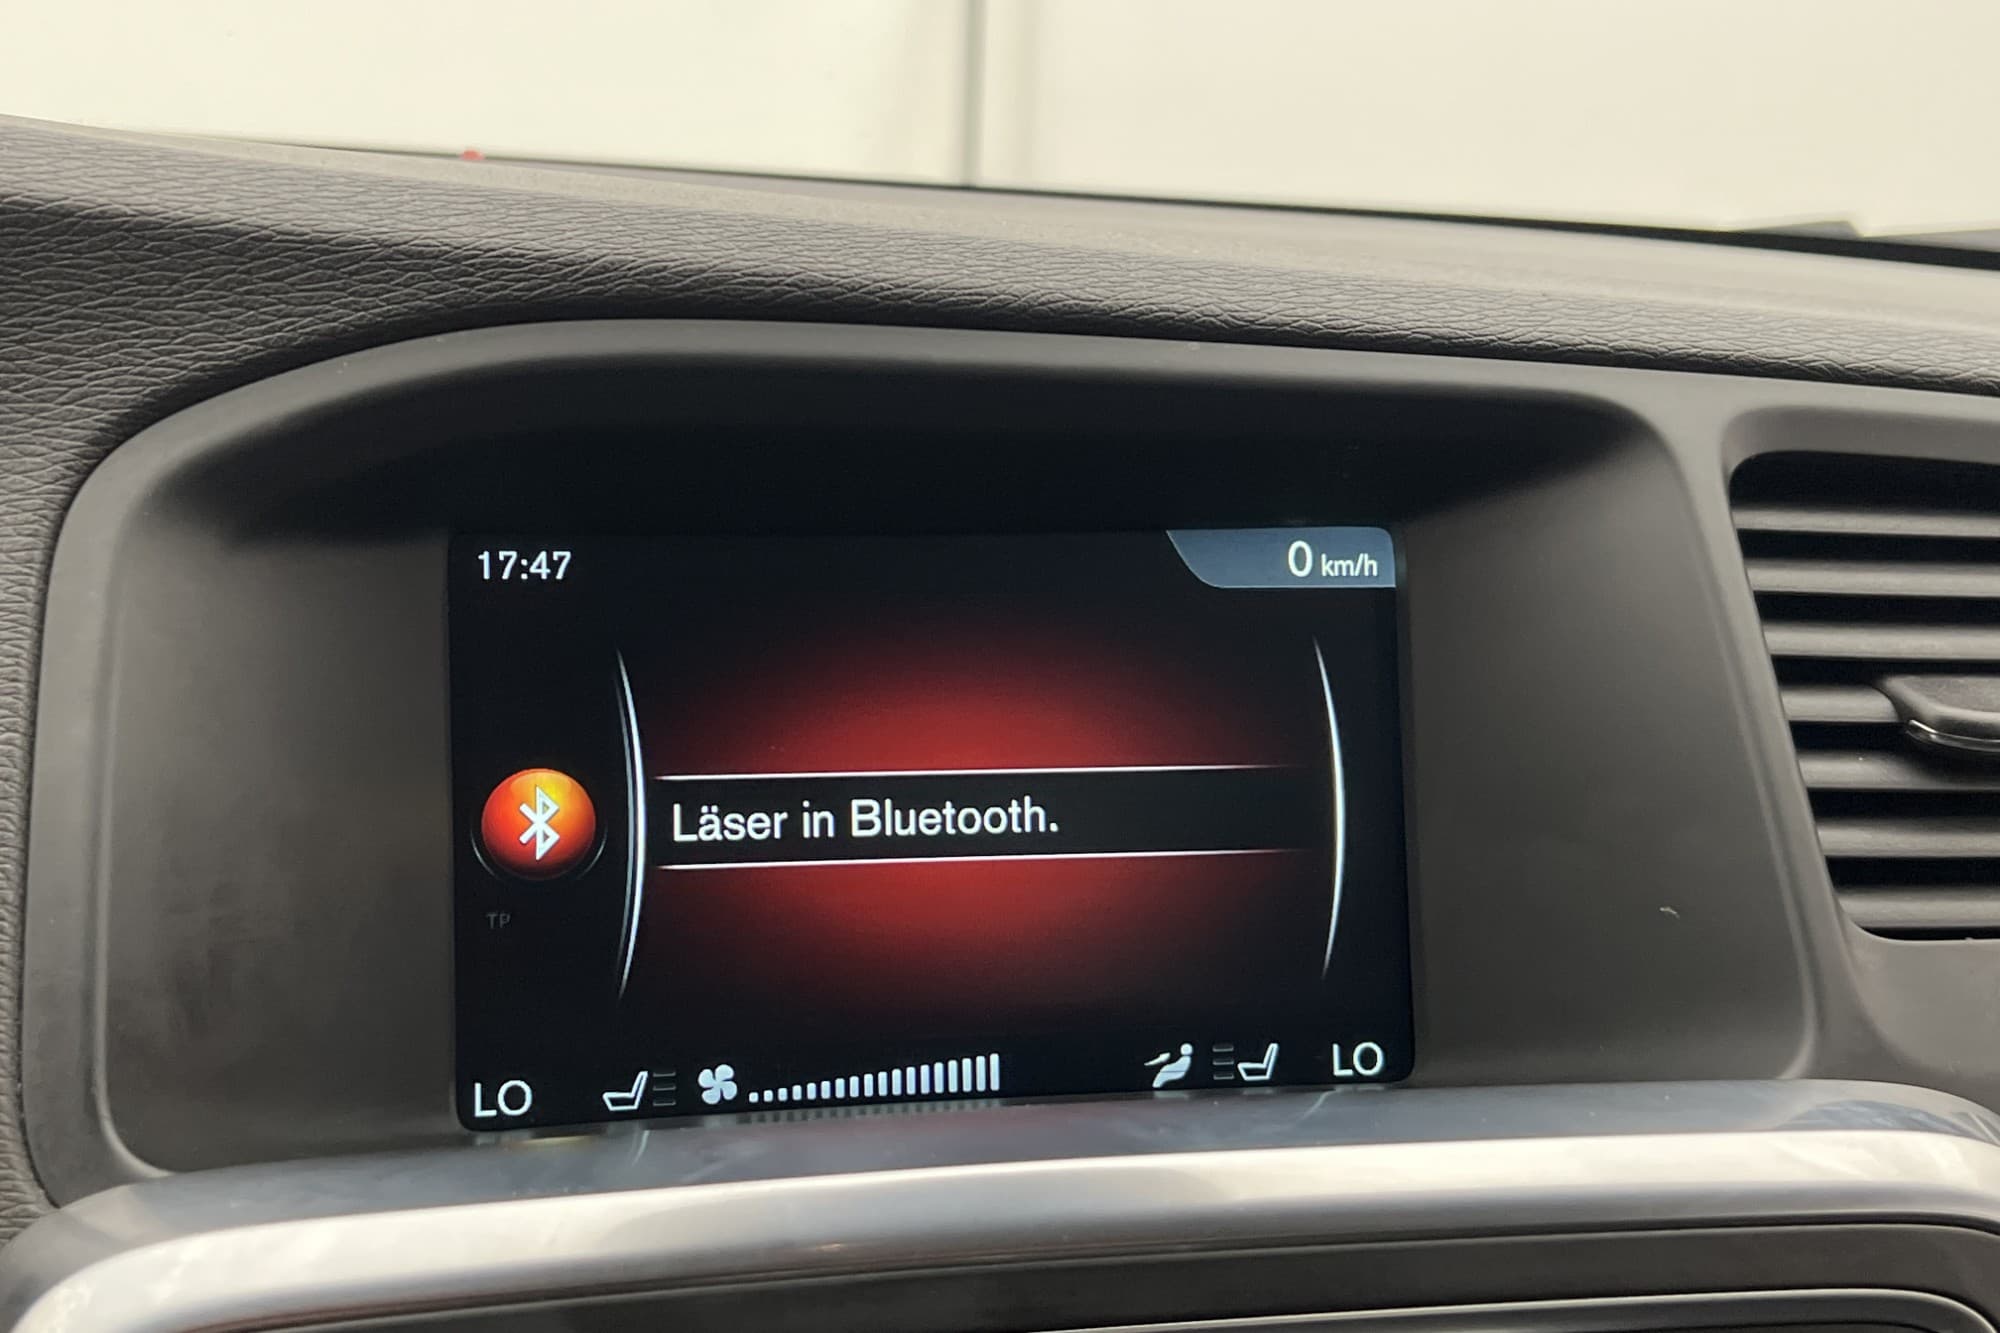 17:47
0 km/h
Läser in Bluetooth.
TP
LO
LO